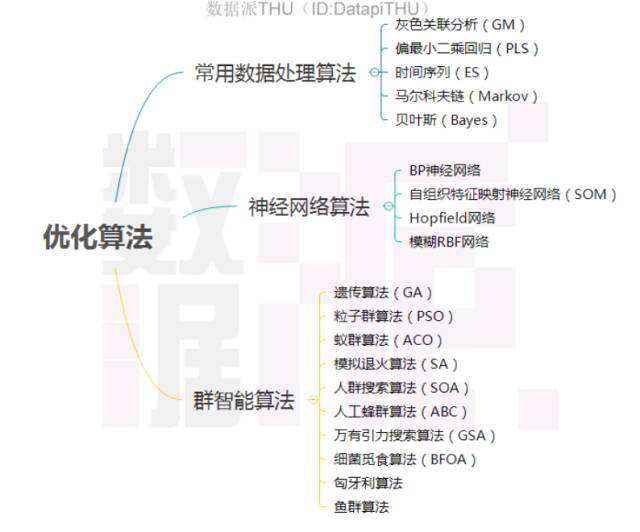 数据派THU（ID:DatapiTHU）
优化算法
常用数据处理算法
灰色关联分析（GM）
偏最小二乘回归（PLS）
时间序列（ES）
马尔科夫链（Markov）
贝叶斯（Bayes）
神经网络算法
BP神经网络
自组织特征映射神经网络（SOM）
Hopfield网络
模糊RBF网络
群智能算法
遗传算法（GA）
粒子群算法（PSO）
蚁群算法（ACO）
模拟退火算法（SA）
人群搜索算法（SOA）
人工蜂群算法（ABC）
万有引力搜索算法（GSA）
细菌觅食算法（BFOA）
匈牙利算法
鱼群算法
数据